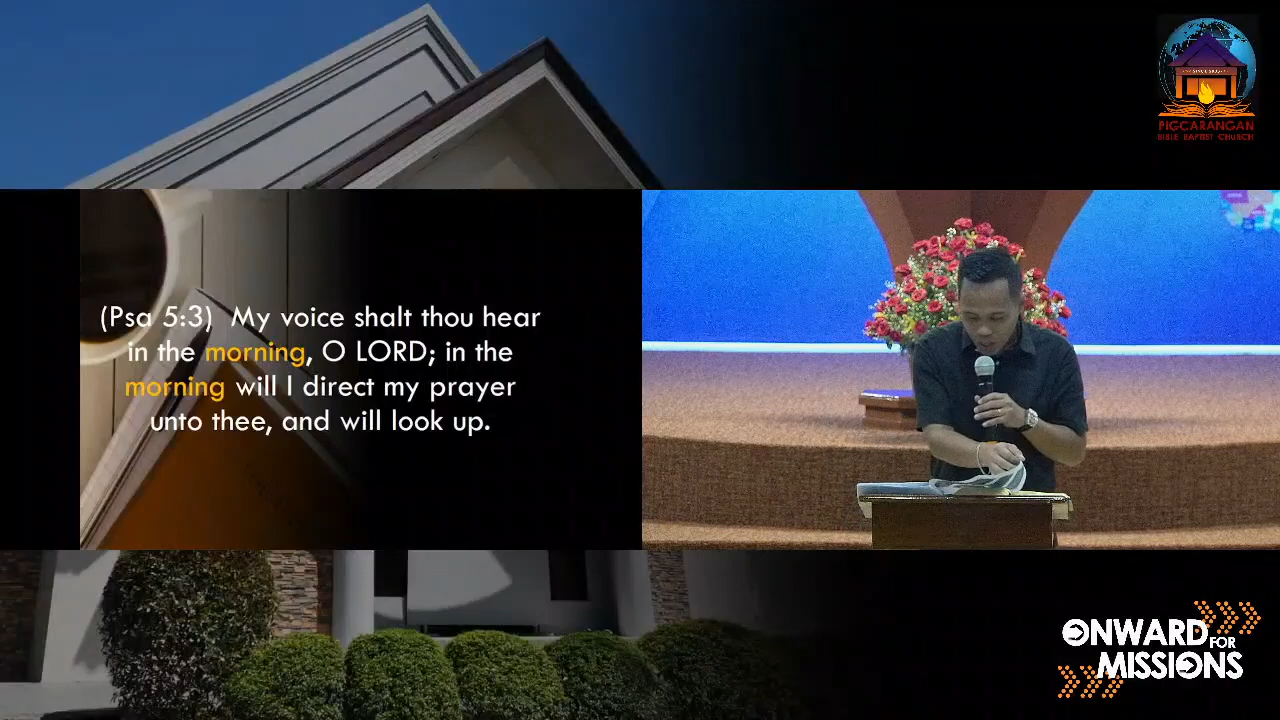 PIGCARANGAN
BIBLE BAPTIST CHURCH
(Psa 5:3) My voice shalt thou hear
in the morning, O LORD; in the
morning will I direct my prayer
unto thee, and will look up.
ONWARD FOR
MISSIONS